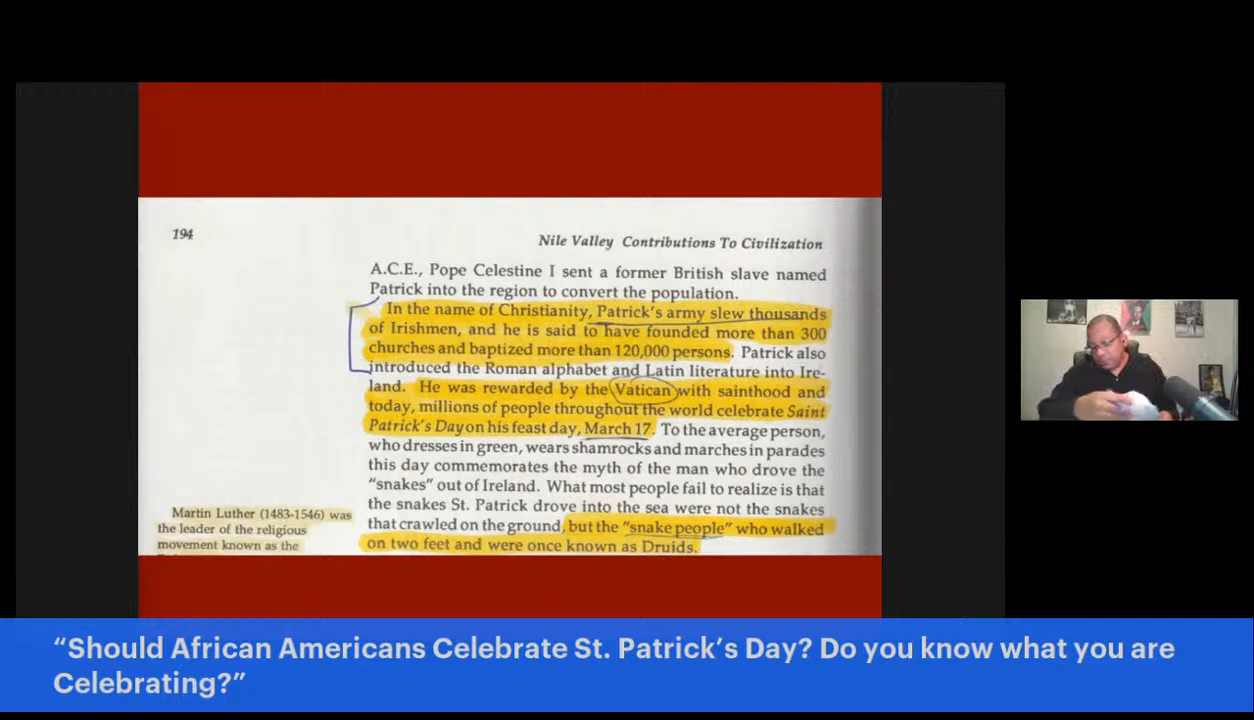 194
Nile Valley Contributions To Civilization
A.C.E., Pope Celestine I sent a former British slave named
Patrick into the region to convert the population.
In the name of Christianity, Patrick's army slew thousands
of Irishmen, and he is said to have founded more than 300
churches and baptized more than 120,000 persons. Patrick also
introduced the Roman alphabet and Latin literature into Ire-
land. He was rewarded by the Vatican with sainthood and
today, millions of people throughout the world celebrate Saint
Patrick's Day on his feast day, March 17. To the average person,
who dresses in green, wears shamrocks and marches in parades
this day commemorates the myth of the man who drove the
"snakes" out of Ireland. What most people fail to realize is that
the snakes St. Patrick drove into the sea were not the snakes
that crawled on the ground, but the "snake people" who walked
on two feet and were once known as Druids.
Martin Luther (1483-1546) was
the leader of the religious
movement known as the
“Should African Americans Celebrate St. Patrick’s Day? Do you know what you are
Celebrating?”